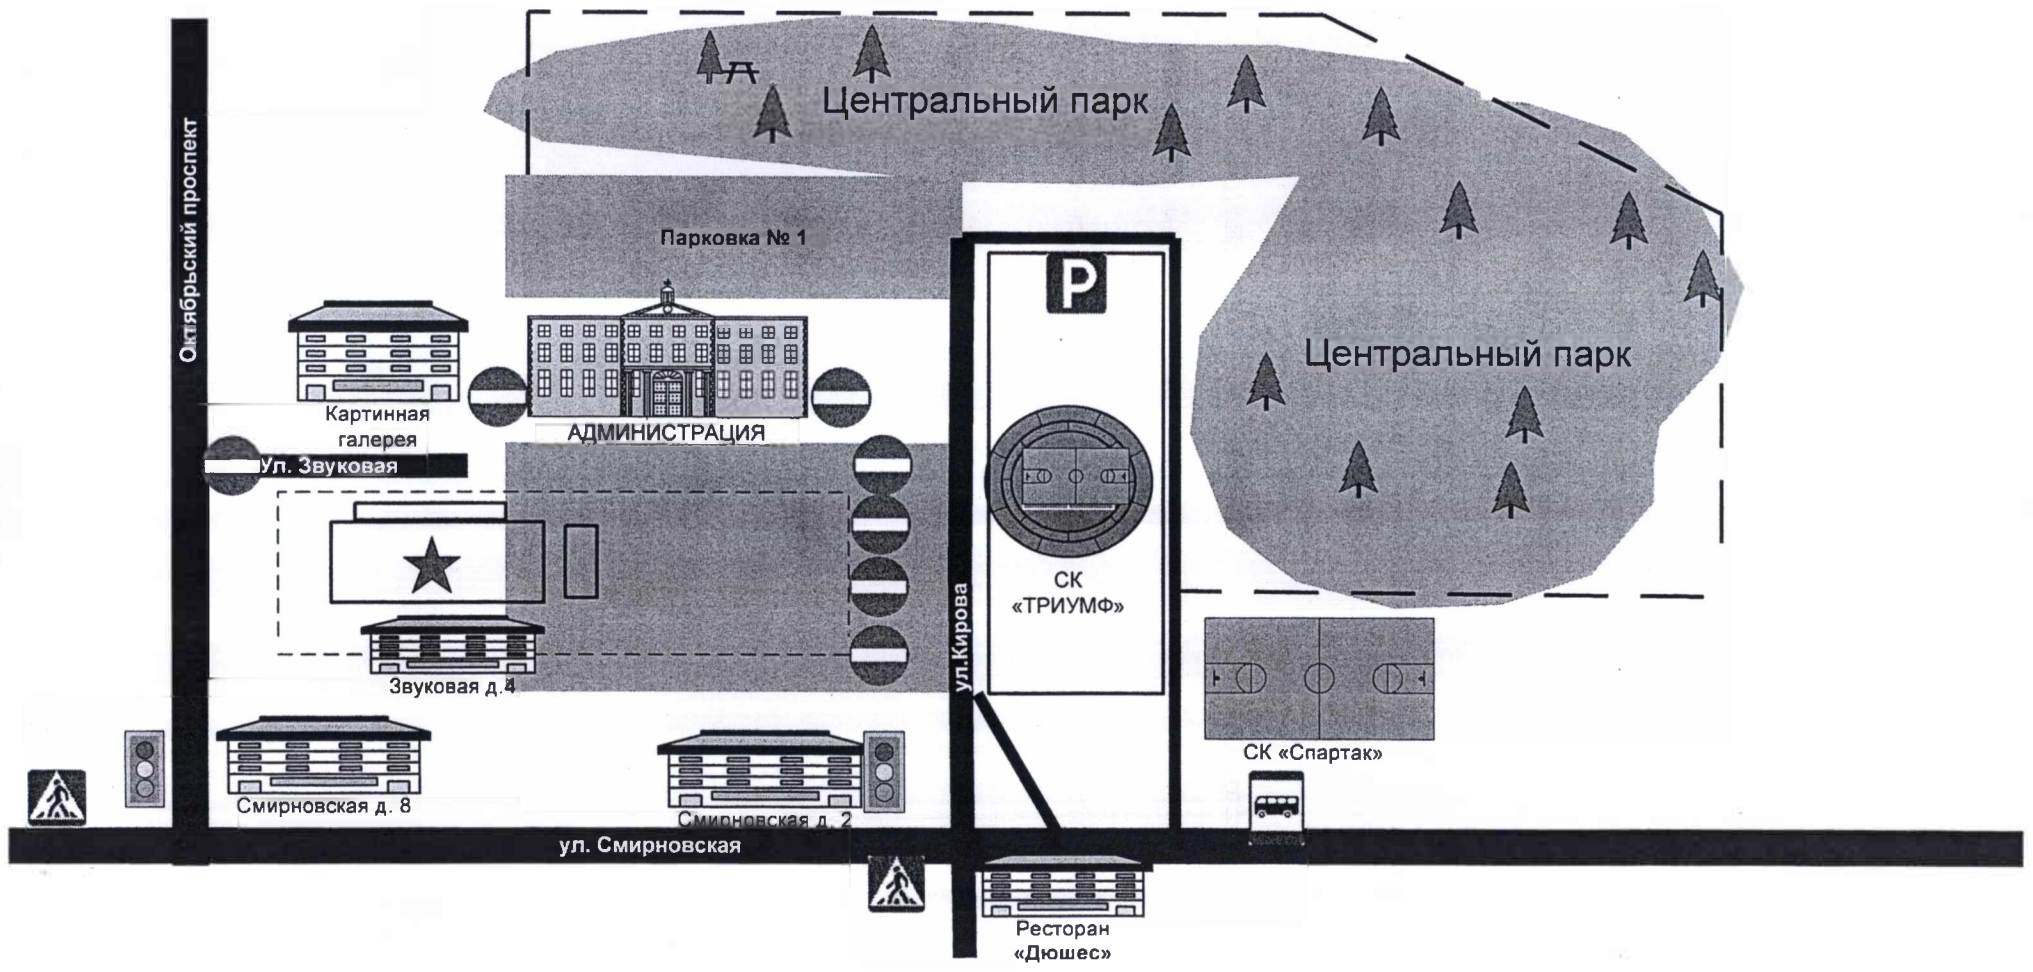 Центральный парк
Октябрьский проспект
Парковка № 1
P
Центральный парк
Картинная
галерея
АДМИНИСТРАЦИЯ
Ул. Звуковая
СК
«ТРИУМФ»
ул.Кирова
Звуковая д.4
СК «Спартак»
Смирновская д. 8
Смирновская д. 2
ул. Смирновская
Ресторан
«Дюшес»